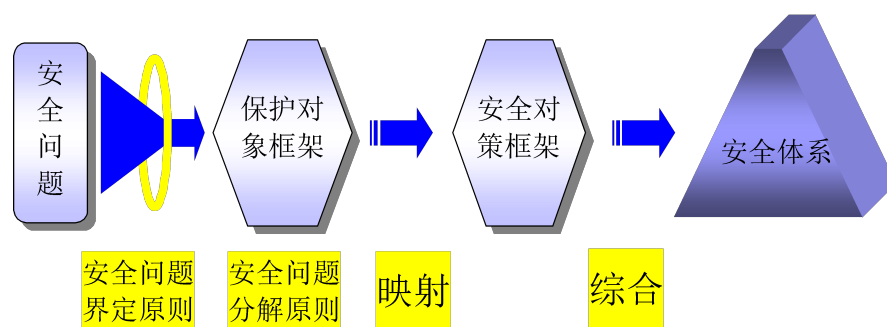 安
全
问
题
保护对
象框架
安全对
策框架
安全体系
安全问题
界定原则
安全问题
分解原则
映射
综合